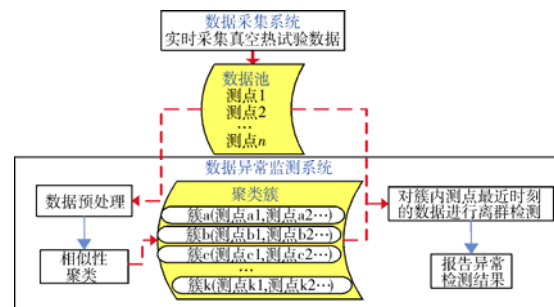 数据采集系统
实时采集真空热试验数据
数据池
测点1
测点2
…
测点n
数据异常监测系统
数据预处理
相似性
聚类
聚类簇
簇a(测点a1,测点a2…)
簇b(测点b1,测点b2…)
簇c(测点c1,测点c2…)
…
簇k(测点k1,测点k2…)
对簇内测点最近时刻
的数据进行离群检测
报告异常
检测结果